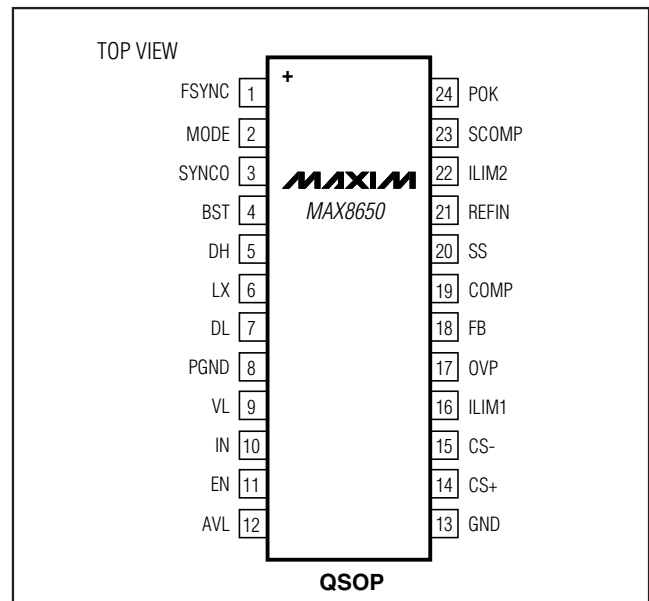 TOP VIEW
+
FSYNC 1
MODE 2
SYNCO 3
BST 4
DH 5
LX 6
DL 7
PGND 8
VL 9
IN 10
EN 11
AVL 12
MAXIM
MAX8650
24 POK
23 SCOMP
22 ILIM2
21 REFIN
20 SS
19 COMP
18 FB
17 OVP
16 ILIM1
15 CS-
14 CS+
13 GND
QSOP